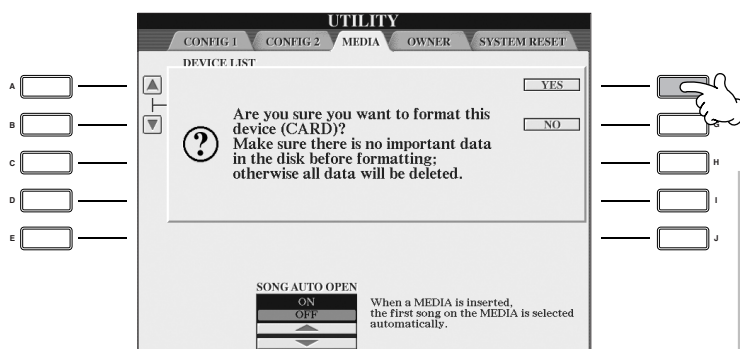 UTILITY
CONFIG 1 CONFIG 2 MEDIA OWNER SYSTEM RESET
DEVICE LIST
A
B
C
D
E
YES
NO
Are you sure you want to format this
device (CARD)?
Make sure there is no important data
in the disk before formatting;
otherwise all data will be deleted.
G
H
I
J
SONG AUTO OPEN
ON
OFF
When a MEDIA is inserted,
the first song on the MEDIA is selected
automatically.